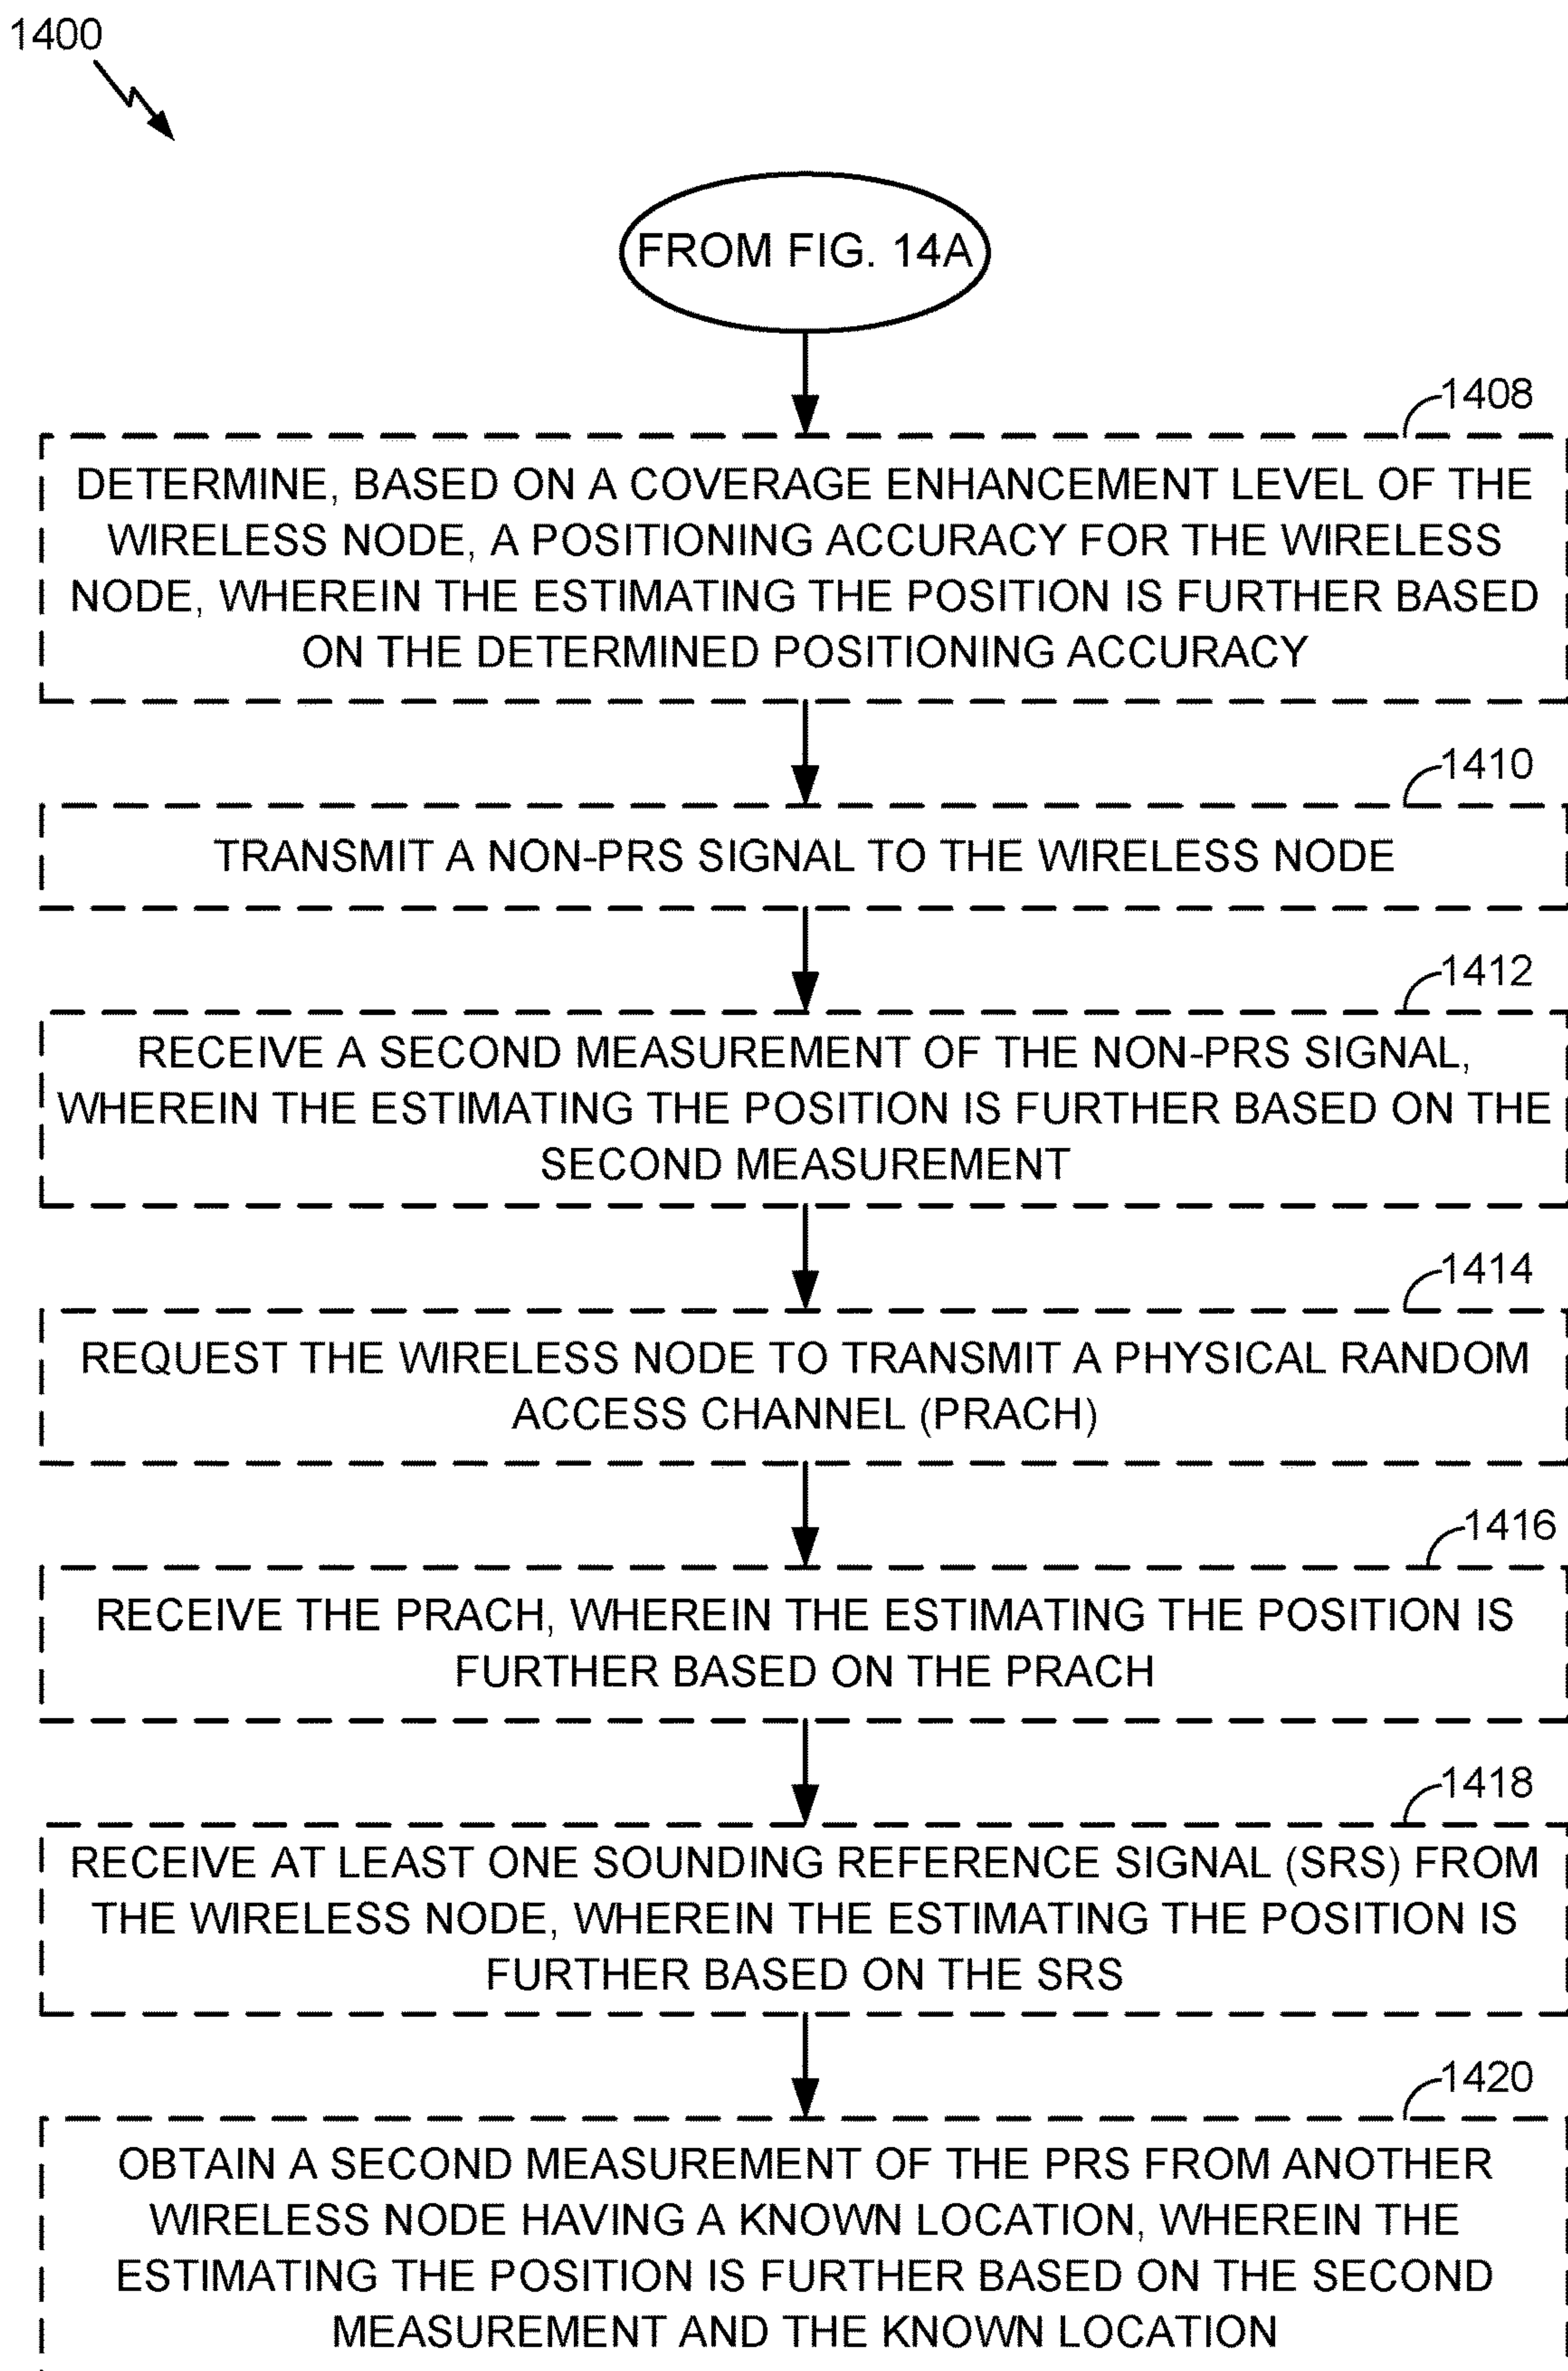 1400
FROM FIG. 14A
1408
DETERMINE, BASED ON A COVERAGE ENHANCEMENT LEVEL OF THE
WIRELESS NODE, A POSITIONING ACCURACY FOR THE WIRELESS
NODE, WHEREIN THE ESTIMATING THE POSITION IS FURTHER BASED
ON THE DETERMINED POSITIONING ACCURACY
1410
TRANSMIT A NON-PRS SIGNAL TO THE WIRELESS NODE
1412
RECEIVE A SECOND MEASUREMENT OF THE NON-PRS SIGNAL,
WHEREIN THE ESTIMATING THE POSITION IS FURTHER BASED ON THE
SECOND MEASUREMENT
1414
REQUEST THE WIRELESS NODE TO TRANSMIT A PHYSICAL RANDOM
ACCESS CHANNEL (PRACH)
1416
RECEIVE THE PRACH, WHEREIN THE ESTIMATING THE POSITION IS
FURTHER BASED ON THE PRACH
1418
RECEIVE AT LEAST ONE SOUNDING REFERENCE SIGNAL (SRS) FROM
THE WIRELESS NODE, WHEREIN THE ESTIMATING THE POSITION IS
FURTHER BASED ON THE SRS
1420
OBTAIN A SECOND MEASUREMENT OF THE PRS FROM ANOTHER
WIRELESS NODE HAVING A KNOWN LOCATION, WHEREIN THE
ESTIMATING THE POSITION IS FURTHER BASED ON THE SECOND
MEASUREMENT AND THE KNOWN LOCATION